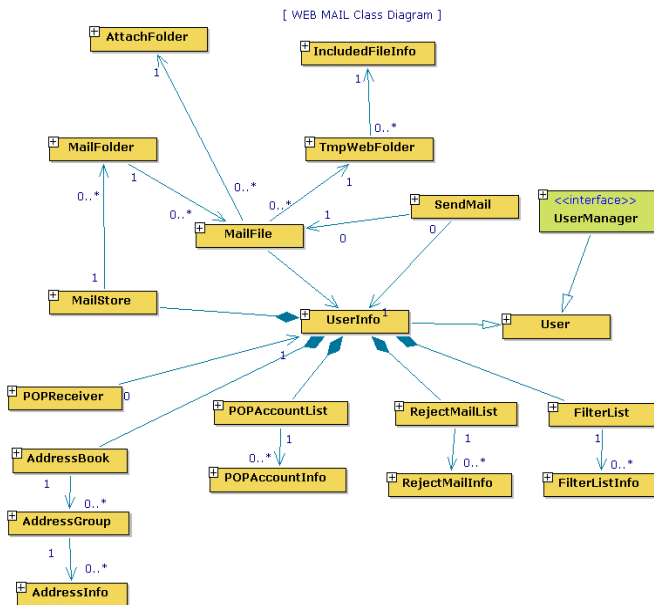 [ WEB MAIL Class Diagram ]
AttachFolder
IncludedFileInfo
1
1
0..*
MailFolder
TmpWebFolder
1
1
0..*
0..*
0..*
0..*
SendMail
<<interface>>
UserManager
1
0
0
MailFile
1
MailStore
UserInfo
1
User
1
POPReceiver
0
POPAccountList
RejectMailList
FilterList
1
1
1
AddressBook
0..*
0..*
0..*
1
POPAccountInfo
RejectMailInfo
FilterListInfo
0..*
AddressGroup
1
0..*
AddressInfo